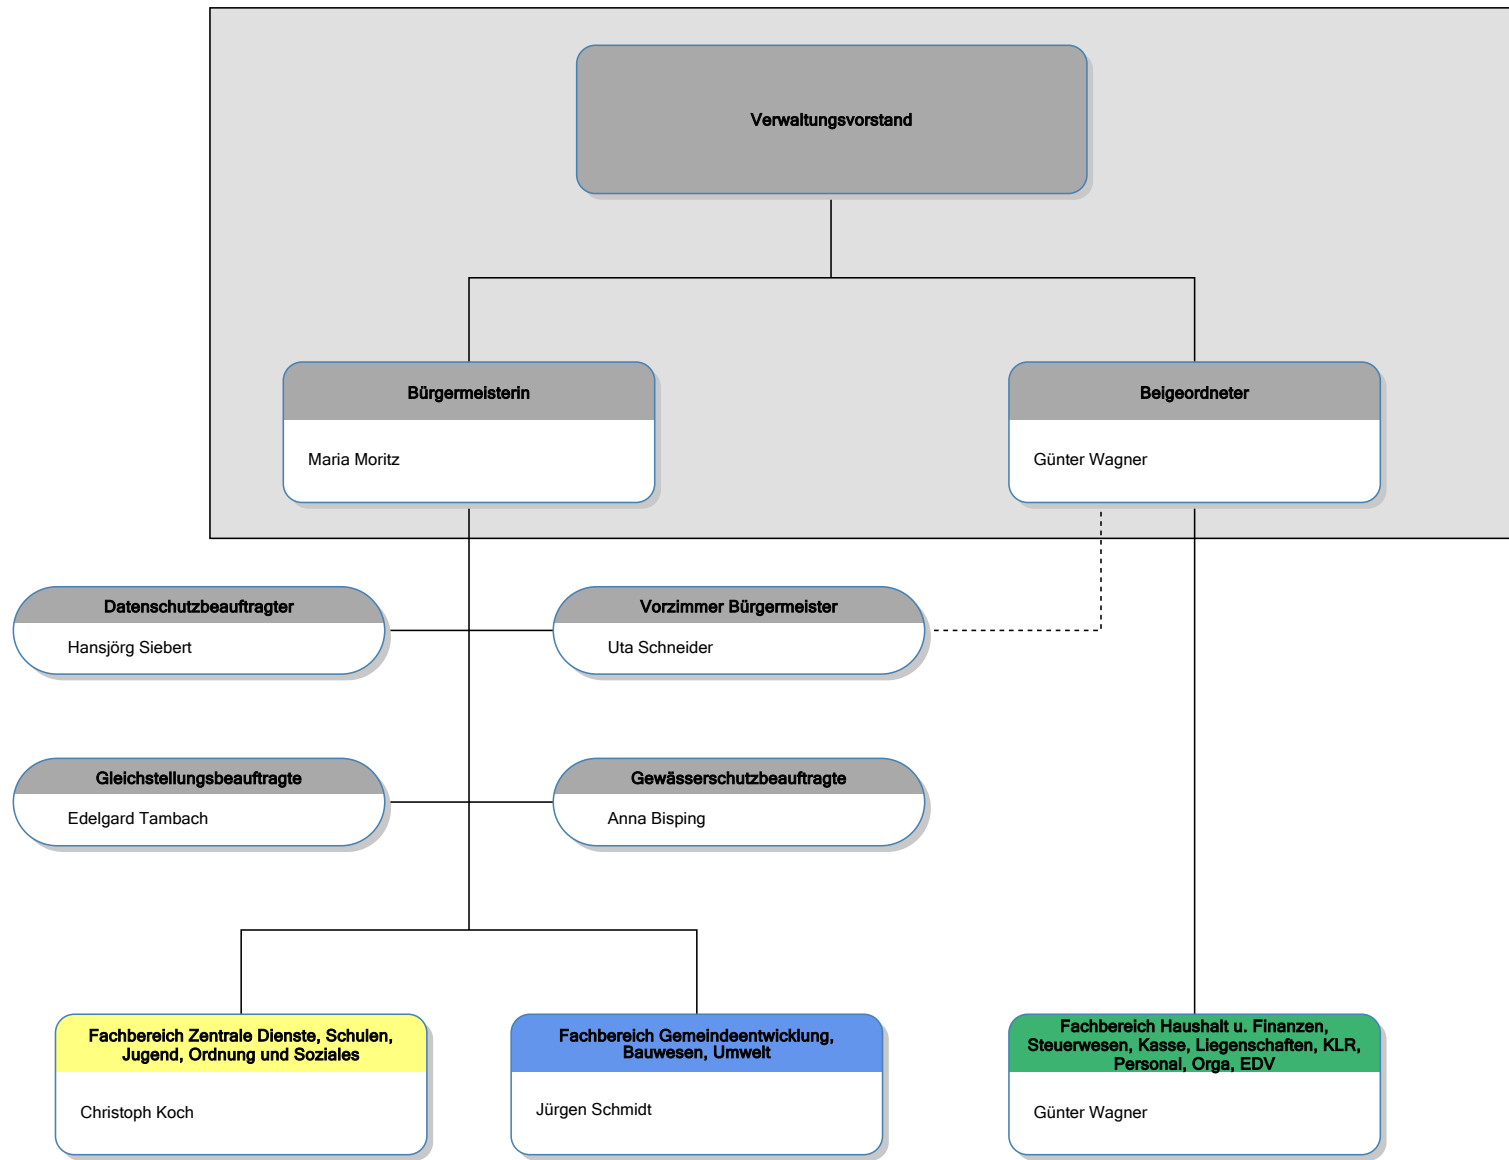 Verwaltungsvorstand
Bürgermeisterin
Maria Moritz
Beigeordneter
Günter Wagner
Datenschutzbeauftragter
Hansjörg Siebert
Vorzimmer Bürgermeister
Uta Schneider
Gleichstellungsbeauftragte
Edelgard Tambach
Gewässerschutzbeauftragte
Anna Bisping
Fachbereich Zentrale Dienste, Schulen,
Jugend, Ordnung und Soziales
Christoph Koch
Fachbereich Gemeindeentwicklung,
Bauwesen, Umwelt
Jürgen Schmidt
Fachbereich Haushalt u. Finanzen,
Steuerwesen, Kasse, Liegenschaften, KLR,
Personal, Orga, EDV
Günter Wagner